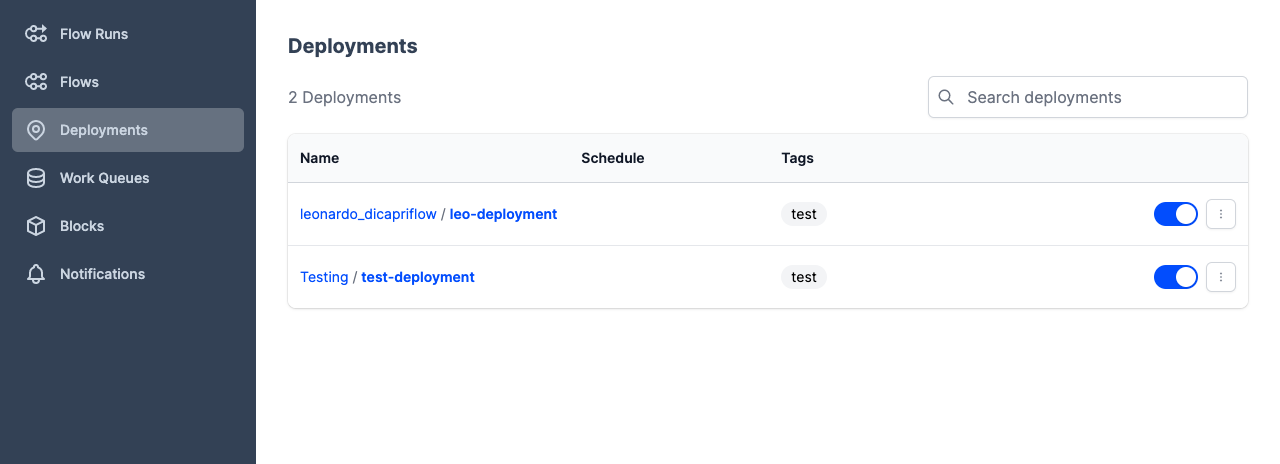 Flow Runs
Flows
Deployments
Work Queues
Blocks
Notifications
Deployments
2 Deployments
Search deployments
Name Schedule Tags
leonardo_dicapriflow / leo-deployment test
Testing / test-deployment test